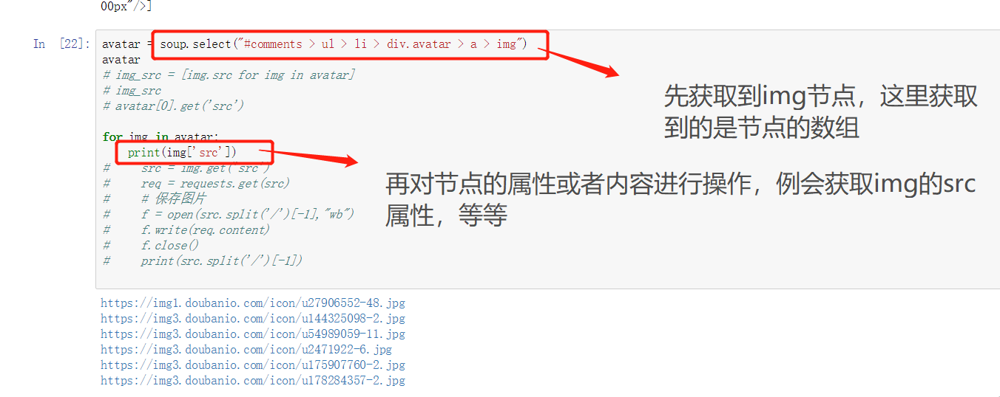 00px"/>]
In [22]: avatar = soup.select("#comments > ul > li > div.avatar > a > img")
avatar
# img_src = [img.src for img in avatar]
# img_src
# avatar[0].get('src')
先获取到img节点，这里获取
到的是节点的数组
for img in avatar:
print(img['src'])
# src = img.get('src')
# req = requests.get(src)
# # 保存图片
# f = open(src.split('/')[-1],"wb")
# f.write(req.content)
# f.close()
# print(src.split('/')[-1])
再对节点的属性或者内容进行操作，例会获取img的src
属性，等等
https://img1.doubanio.com/icon/u27906552-48.jpg
https://img3.doubanio.com/icon/u144325098-2.jpg
https://img3.doubanio.com/icon/u54989059-11.jpg
https://img3.doubanio.com/icon/u2471922-6.jpg
https://img3.doubanio.com/icon/u175907760-2.jpg
https://img3.doubanio.com/icon/u178284357-2.jpg